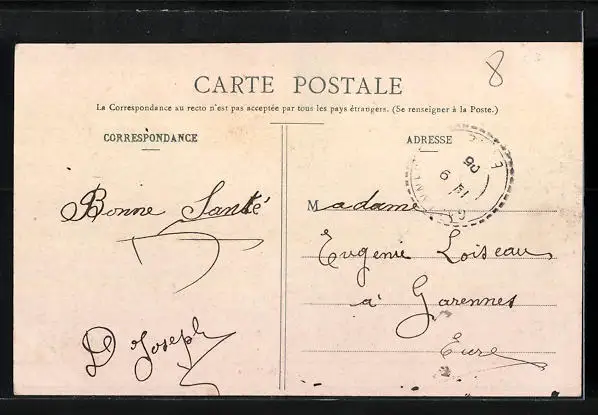 8
CARTE POSTALE
La Correspondance au recto n'est pas acceptée par tous les pays étrangers. (Se renseigner à la Poste.)
CORRESPONDANCE
Bonne Santé
D Joseph
ADRESSE
Madame
Eugenie Loiseau
à Garennes
Eure